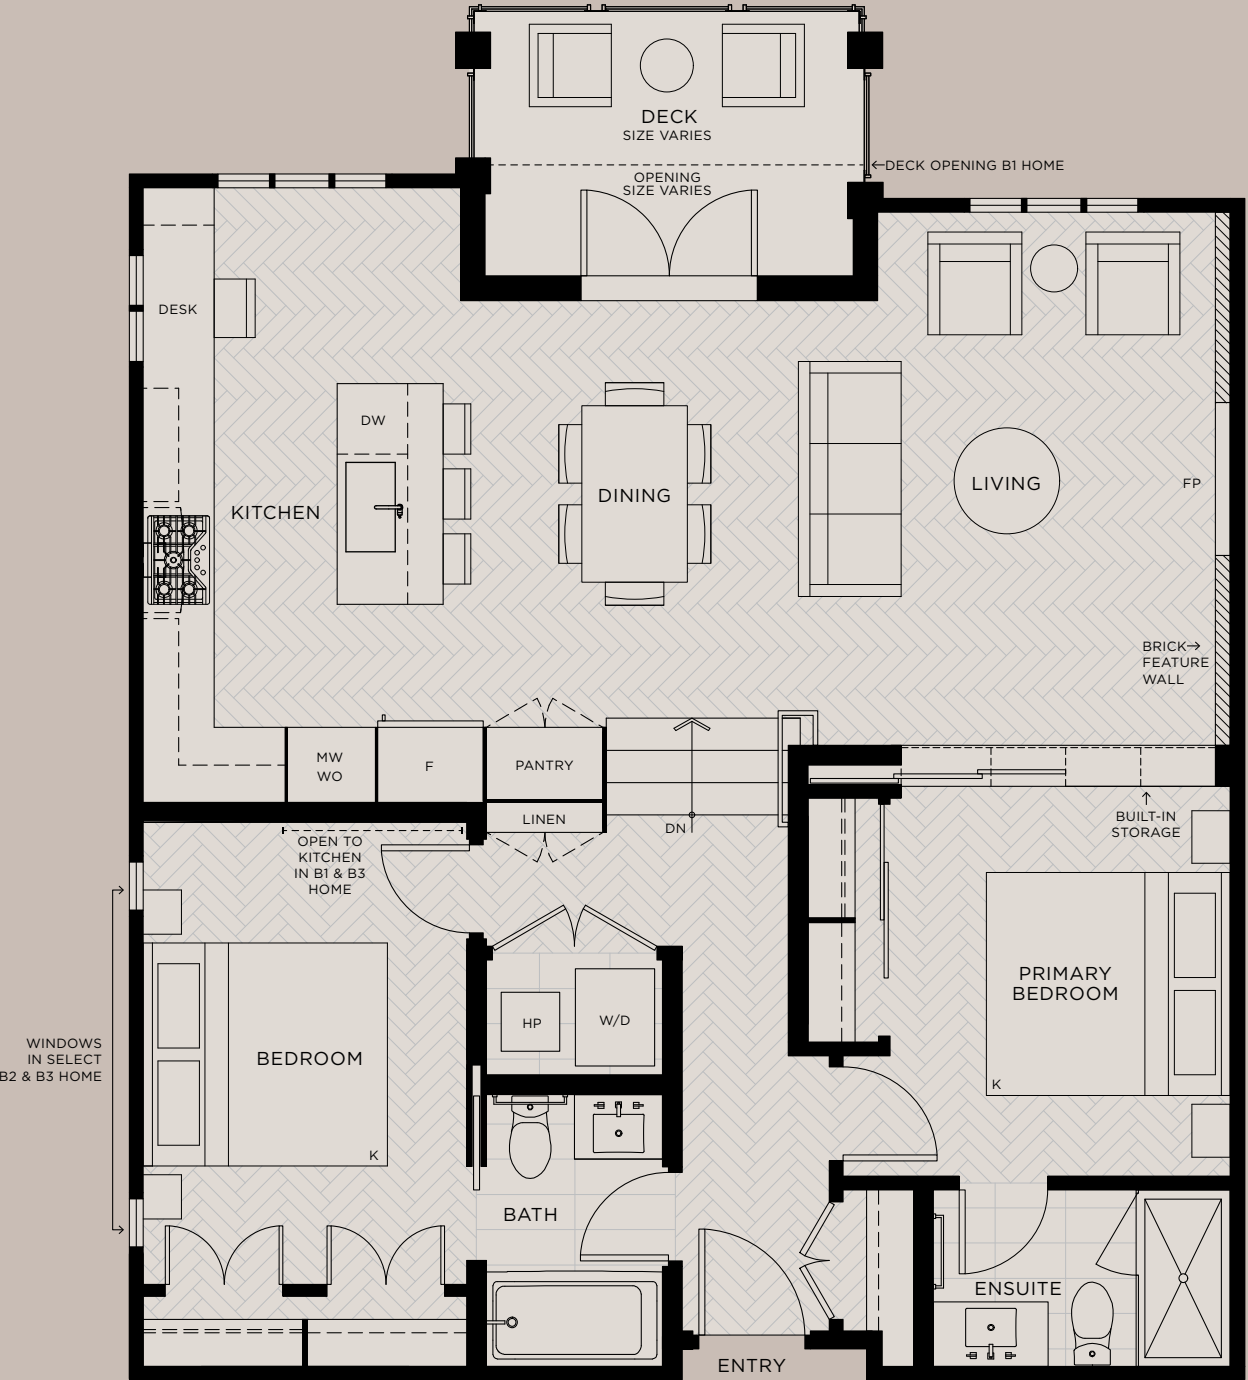 DECK
SIZE VARIES
←DECK OPENING B1 HOME
OPENING
SIZE VARIES
DESK
DW
KITCHEN
DINING
LIVING
FP
BRICK→
FEATURE
WALL
MW
WO
F
PANTRY
LINEN
DN
BUILT-IN
STORAGE
OPEN TO
KITCHEN
IN B1 & B3
HOME
PRIMARY
BEDROOM
K
HP
W/D
WINDOWS
IN SELECT
B2 & B3 HOME
BEDROOM
K
BATH
ENSUITE
ENTRY